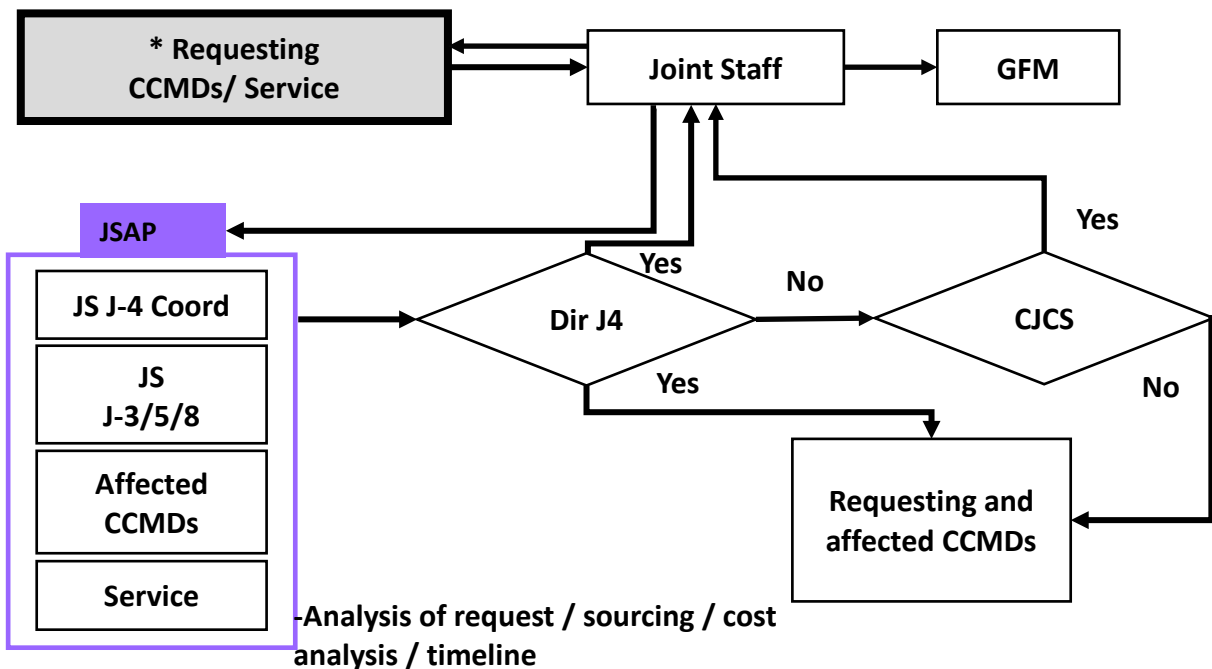 * Requesting
CCMDs/ Service
Joint Staff
GFM
JSAP
JS J-4 Coord
JS
J-3/5/8
Affected
CCMDs
Service
-Analysis of request / sourcing / cost
analysis / timeline
Yes
Dir J4
Yes
No
Yes
CJCS
No
Requesting and
affected CCMDs